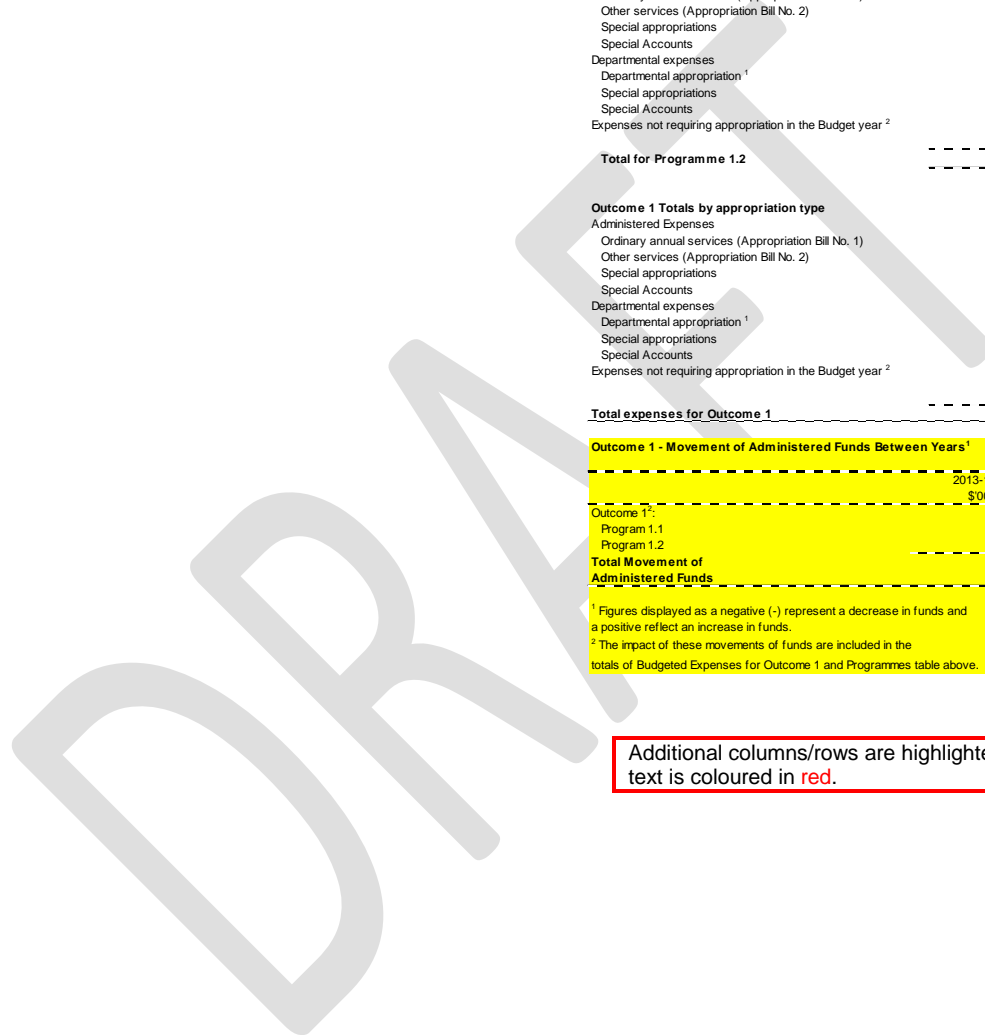 Other services (Appropriation Bill No. 2)
Special appropriations
Special Accounts
Departmental expenses
Departmental appropriation ¹
Special appropriations
Special Accounts
Expenses not requiring appropriation in the Budget year ²
Total for Programme 1.2
Outcome 1 Totals by appropriation type
Administered Expenses
Ordinary annual services (Appropriation Bill No. 1)
Other services (Appropriation Bill No. 2)
Special appropriations
Special Accounts
Departmental expenses
Departmental appropriation ¹
Special appropriations
Special Accounts
Expenses not requiring appropriation in the Budget year ²
Total expenses for Outcome 1
Outcome 1 - Movement of Administered Funds Between Years¹
2013-
$'00
Outcome 1²:
Program 1.1
Program 1.2
Total Movement of
Administered Funds
¹ Figures displayed as a negative (-) represent a decrease in funds and
a positive reflect an increase in funds.
² The impact of these movements of funds are included in the
totals of Budgeted Expenses for Outcome 1 and Programmes table above.
Additional columns/rows are highlighte
text is coloured in red.
DRAFT